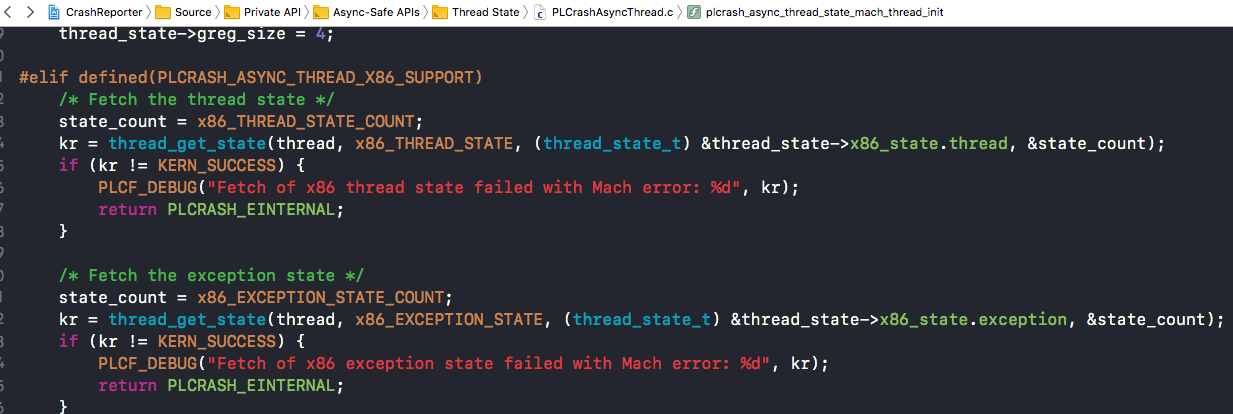 CrashReporter > Source > Private API > Async-Safe APIs > Thread State > PLCrashAsyncThread.c > plcrash_async_thread_state_mach_thread_init
thread_state->greg_size = 4;
#elif defined(PLCRASH_ASYNC_THREAD_X86_SUPPORT)
/* Fetch the thread state */
state_count = x86_THREAD_STATE_COUNT;
kr = thread_get_state(thread, x86_THREAD_STATE, (thread_state_t) &thread_state->x86_state.thread, &state_count);
if (kr != KERN_SUCCESS) {
PLCF_DEBUG("Fetch of x86 thread state failed with Mach error: %d", kr);
return PLCRASH_EINTERNAL;
}
/* Fetch the exception state */
state_count = x86_EXCEPTION_STATE_COUNT;
kr = thread_get_state(thread, x86_EXCEPTION_STATE, (thread_state_t) &thread_state->x86_state.exception, &state_count);
if (kr != KERN_SUCCESS) {
PLCF_DEBUG("Fetch of x86 exception state failed with Mach error: %d", kr);
return PLCRASH_EINTERNAL;
}